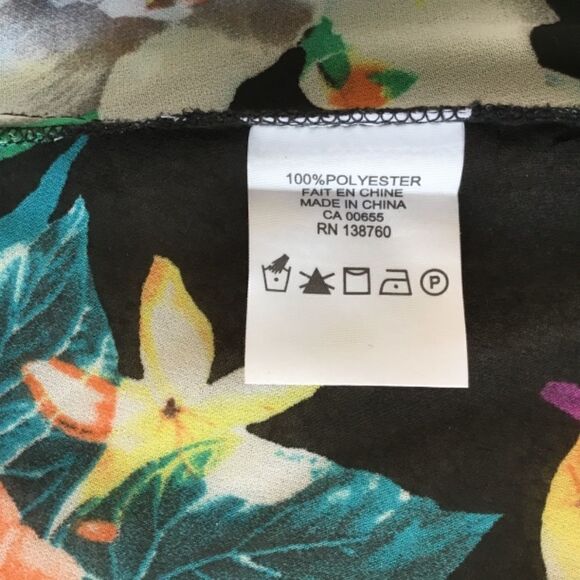 100%POLYESTER
FAIT EN CHINE
MADE IN CHINA
CA 00655
RN 138760
P